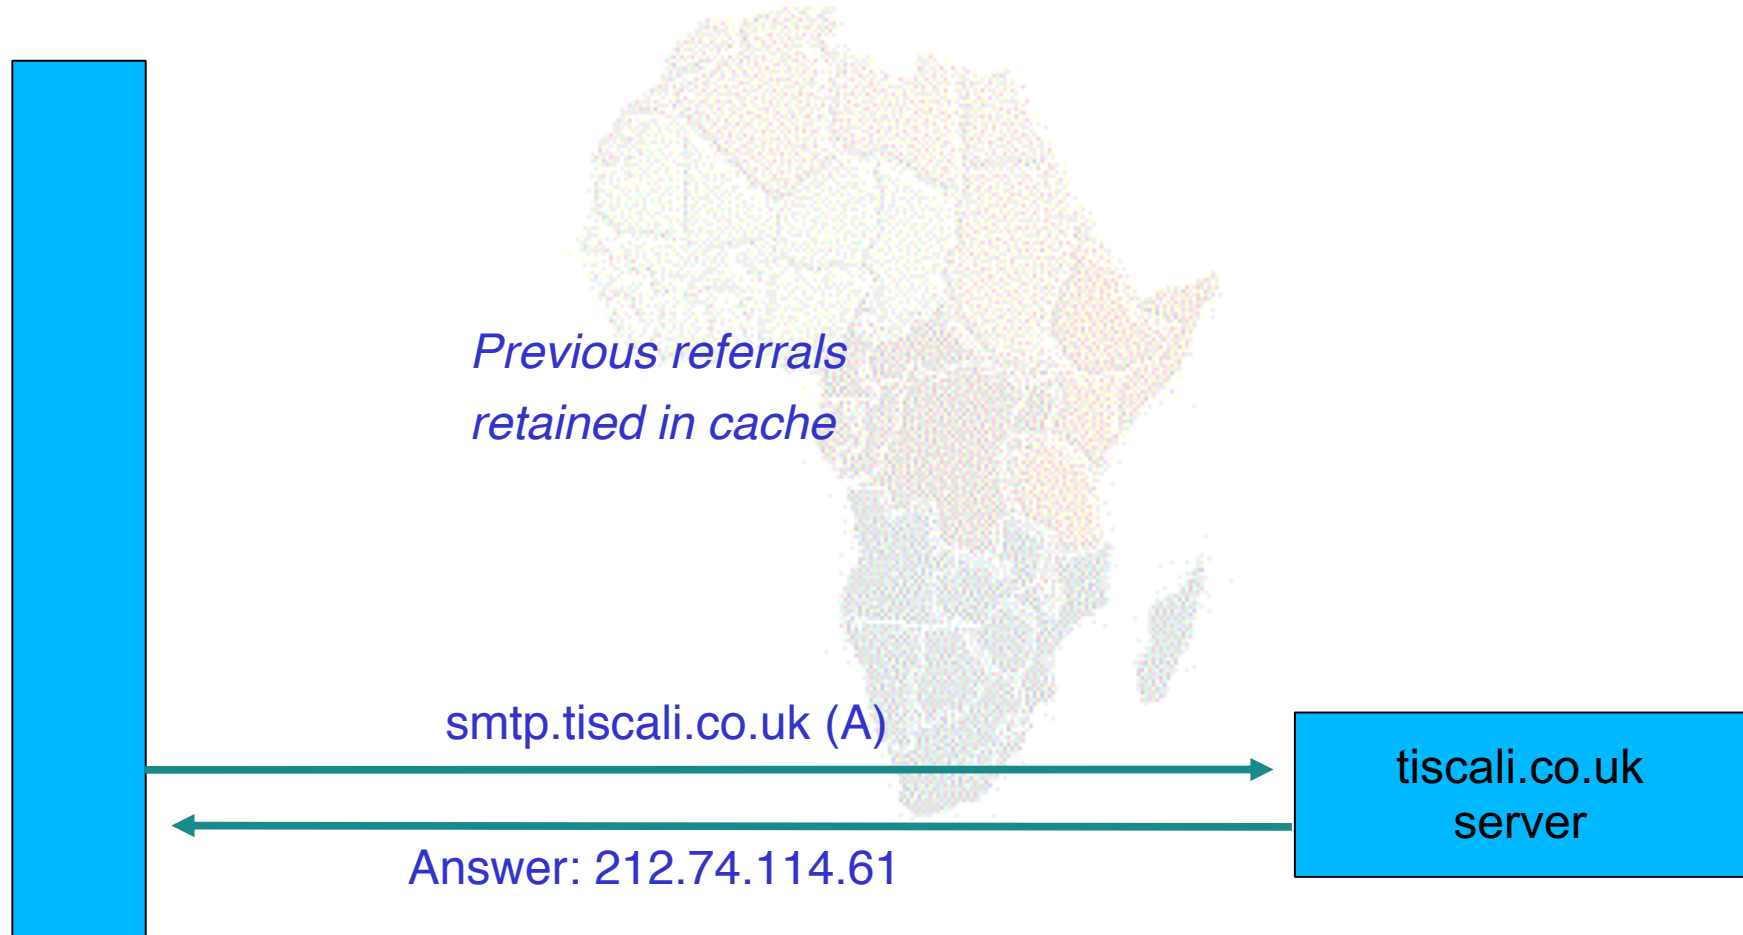 Previous referrals
retained in cache
smtp.tiscali.co.uk (A)
tiscali.co.uk
server
Answer: 212.74.114.61